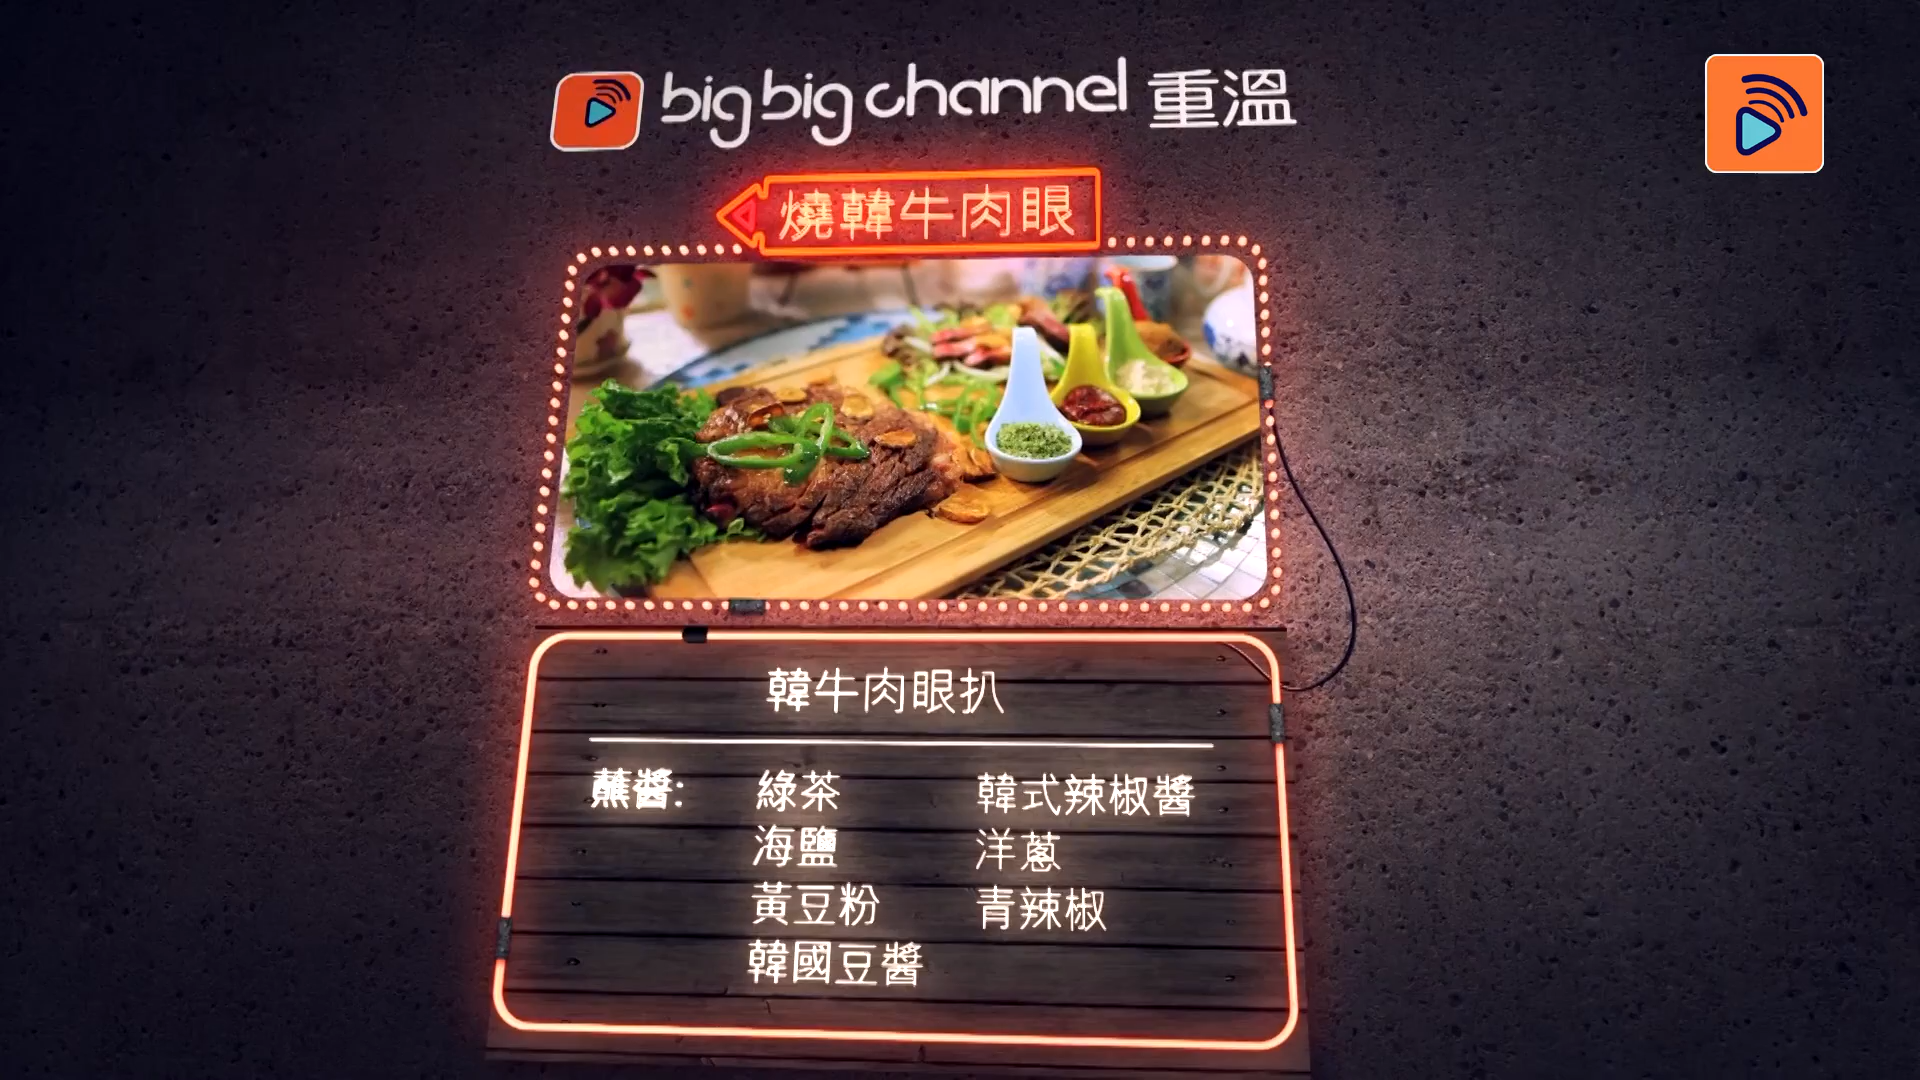 big big channel 重溫
燒韓牛肉眼
韓牛肉眼扒
蘸醬: 綠茶 韓式辣椒醬
海鹽 洋蔥
黃豆粉 青辣椒
韓國豆醬